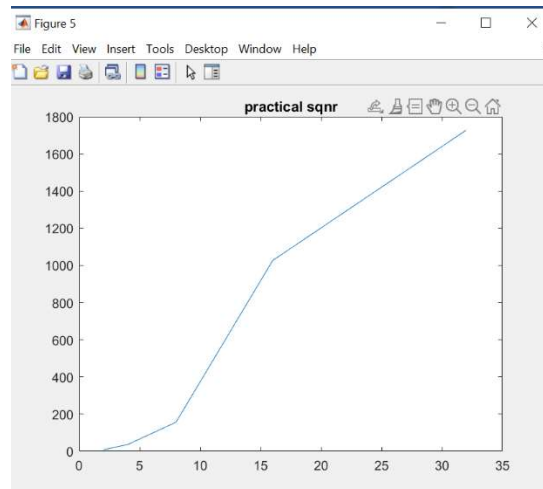 Figure 5
File Edit View Insert Tools Desktop Window Help
practical sqnr
1800
1600
1400
1200
1000
800
600
400
200
0
0 5 10 15 20 25 30 35